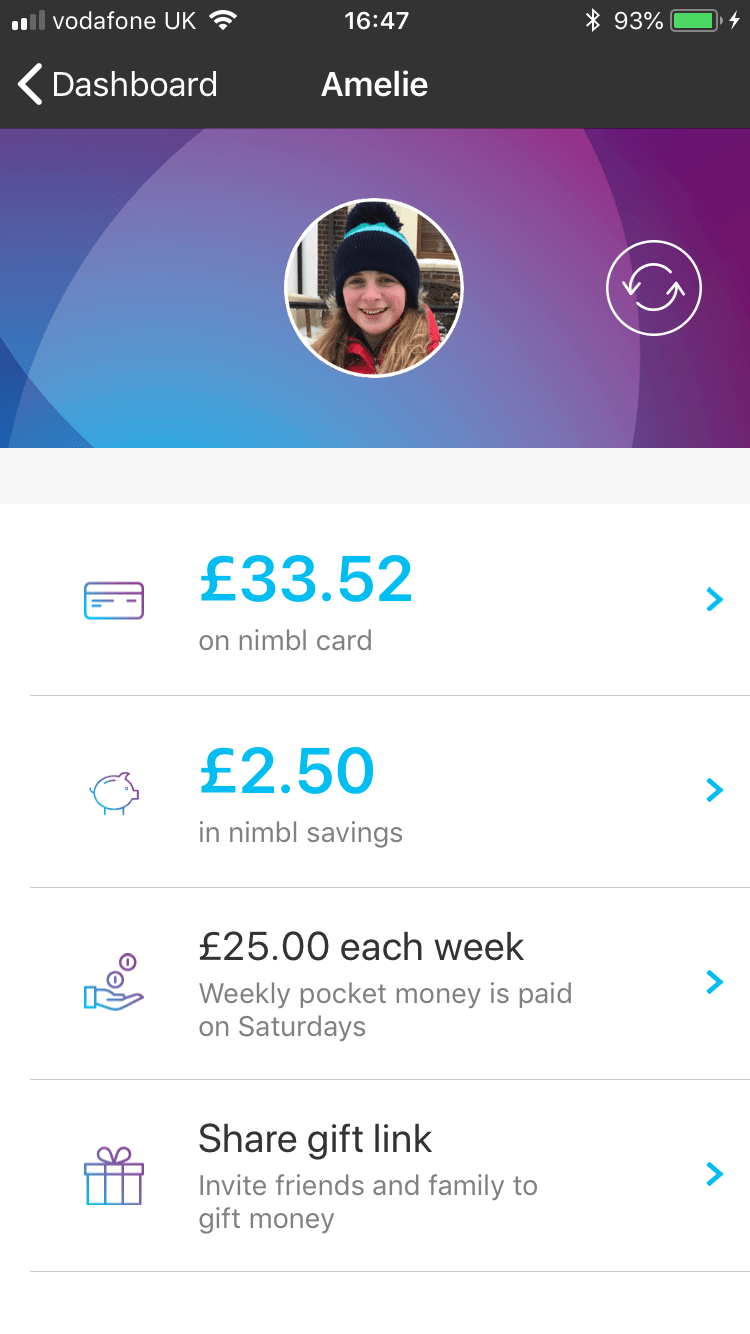 vodafone UK 16:47 93%
Dashboard Amelie
£33.52
on nimbl card
£2.50
in nimbl savings
£25.00 each week
Weekly pocket money is paid
on Saturdays
Share gift link
Invite friends and family to
gift money